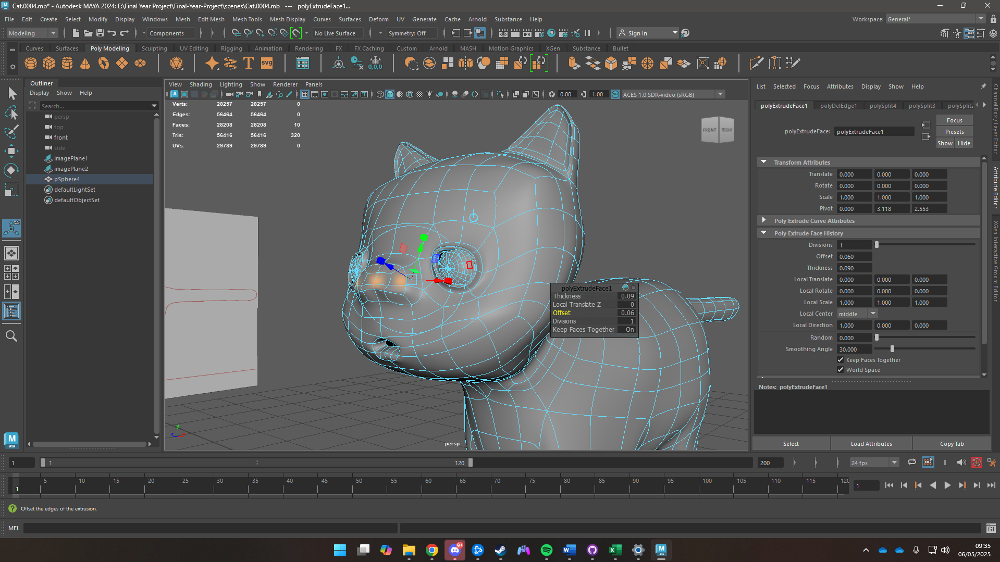 Cat.0004.mb* - Autodesk MAYA 2024: E:\Final Year Project\Final-Year-Project\scenes\Cat.0004.mb --- polyExtrudeFace1...
File Edit Create Select Modify Display Windows Mesh Edit Mesh Mesh Tools Mesh Display Curves Surfaces Deform UV Generate Cache Arnold Substance Help
Workspace: General*
Modeling Components No Live Surface Symmetry: Off Sign In
Curves Surfaces Poly Modeling Sculpting UV Editing Rigging Animation Rendering FX FX Caching Custom Arnold MASH Motion Graphics XGen Substance Bullet
SVG 0,0,0
Outliner
Display Show Help
Search...
persp
top
front
side
imagePlane1
imagePlane2
pSphere4
defaultLightSet
defaultObjectSet
View Shading Lighting Show Renderer Panels
0.00 1.00 ACES 1.0 SDR-video (sRGB)
Verts: 28257 28257 0
Edges: 56464 56464 0
Faces: 28208 28208 10
Tris: 56416 56416 320
UVs: 29789 29789 0
FRONT RIGHT
polyExtrudeFace1
Thickness 0.09
Local Translate Z 0
Offset 0.06
Divisions 1
Keep Faces Together On
y
z x
persp
List Selected Focus Attributes Display Show Help
polyExtrudeFace1 polyDelEdge1 polySplit4 polySplit3 polySplit2
Focus
polyExtrudeFace: polyExtrudeFace1 Presets
Show Hide
Transform Attributes
Translate 0.000 0.000 0.000
Rotate 0.000 0.000 0.000
Scale 1.000 1.000 1.000
Pivot 0.000 3.118 2.553
Poly Extrude Curve Attributes
Poly Extrude Face History
Divisions 1
Offset 0.060
Thickness 0.090
Local Translate 0.000 0.000 0.000
Local Rotate 0.000 0.000 0.000
Local Scale 1.000 1.000 1.000
Local Center middle
Local Direction 1.000 0.000 0.000
Random 0.000
Smoothing Angle 30.000
Keep Faces Together
World Space
Notes: polyExtrudeFace1
Select Load Attributes Copy Tab
Channel Box / Layer Editor
Attribute Editor
XGen Interactive Groom Editor
M
AYA
1 1 120 200 24 fps
5 10 15 20 25 30 35 40 45 50 55 60 65 70 75 80 85 90 95 100 105 110 115 120
1 1
Offset the edges of the extrusion.
MEL
9+
09:35
06/05/2025